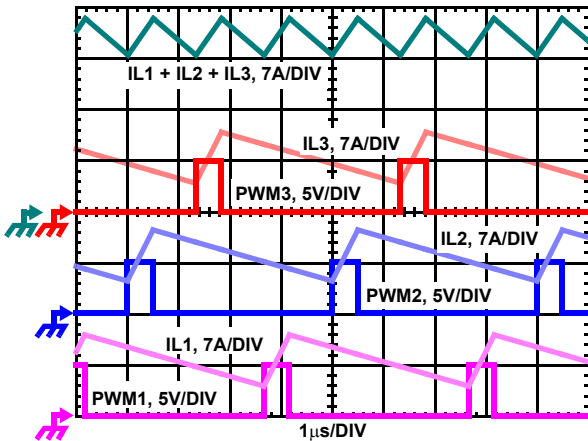 IL1 + IL2 + IL3, 7A/DIV
IL3, 7A/DIV
PWM3, 5V/DIV
IL2, 7A/DIV
PWM2, 5V/DIV
IL1, 7A/DIV
PWM1, 5V/DIV
1μs/DIV